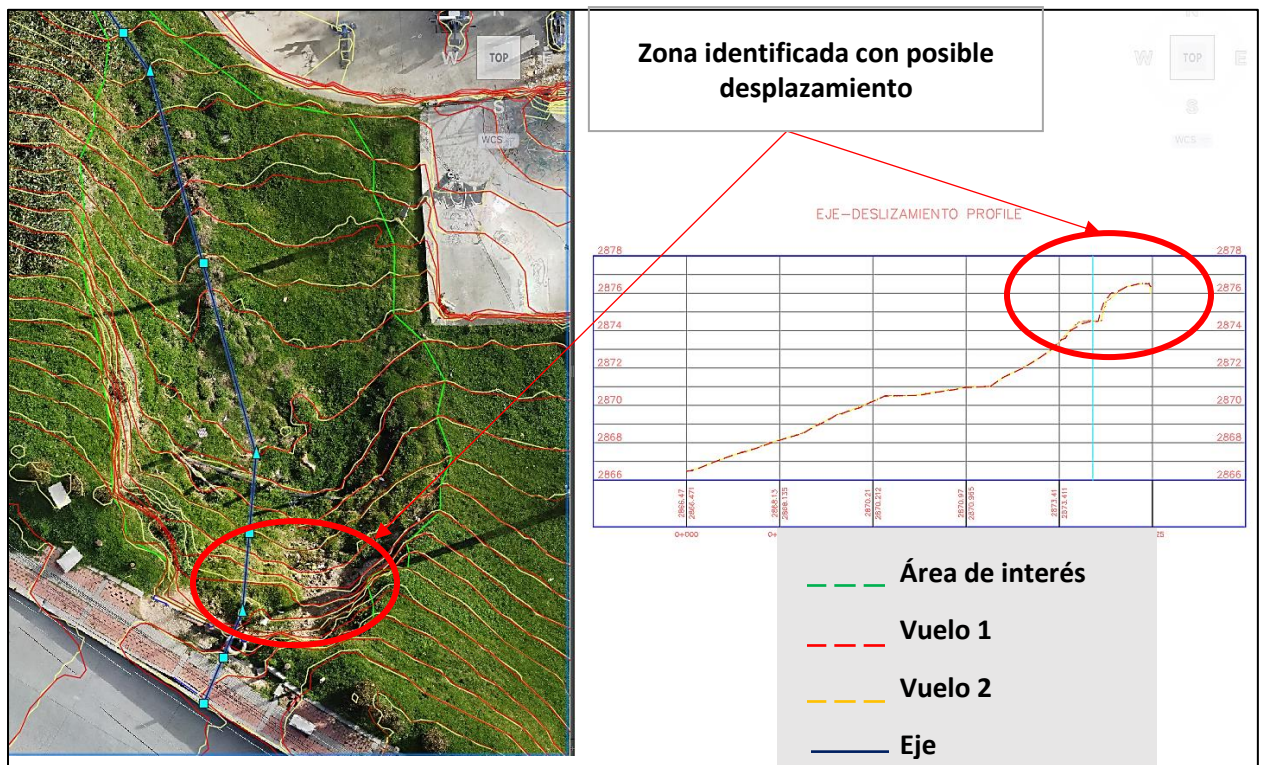 Zona identificada con posible
desplazamiento
TOP
W
E
S
WCS
W
TOP
E
S
WCS
EJE-DESLIZAMIENTO PROFILE
2878
2878
2876
2876
2874
2874
2872
2872
2870
2870
2868
2868
2866
2866
2866.47
2866.471
2868.13
2868.135
2870.21
2870.212
2870.97
2870.965
2873.41
2873.411
0+000
Área de interés
Vuelo 1
Vuelo 2
Eje